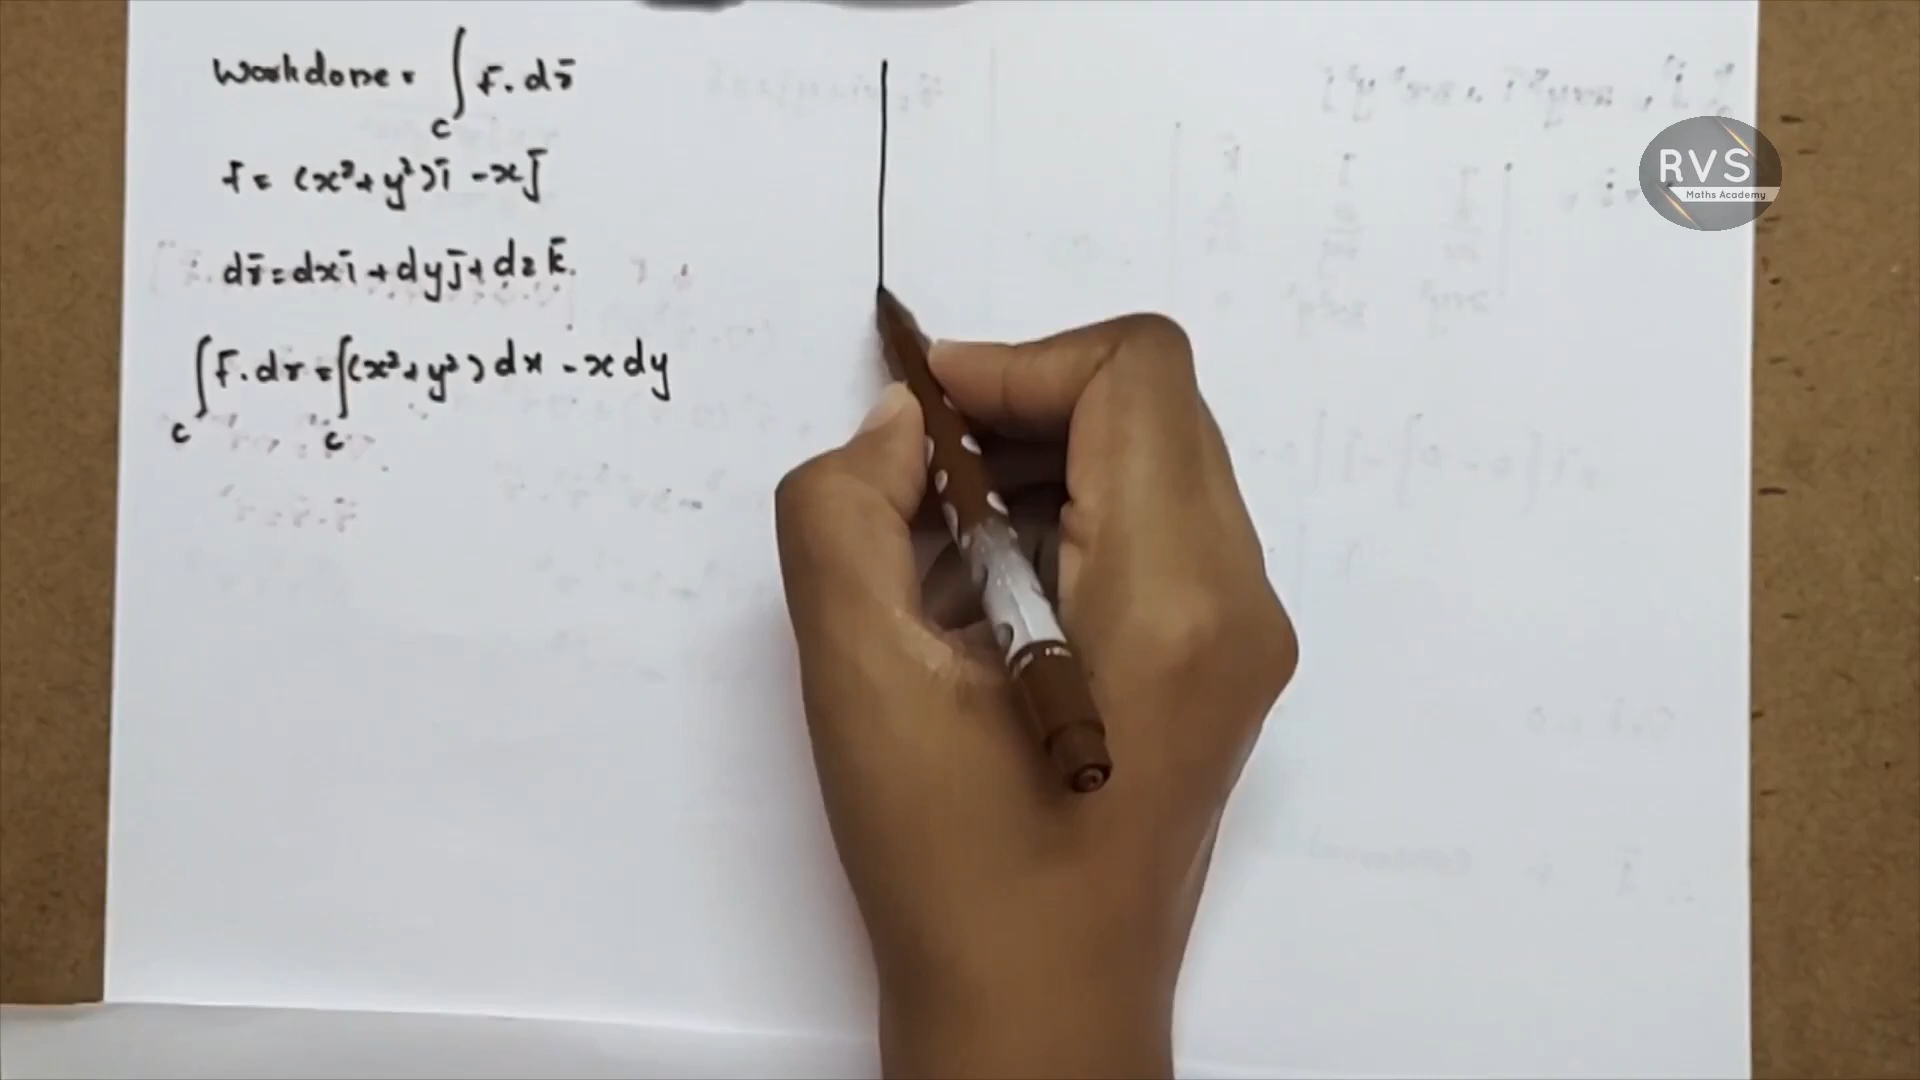 Workdone = ∫_C F. dr̄
F = (x²+y²)ī - xj̄
dr̄ = dxī + dyj̄ + dz k̄.
∫_C F. dr = ∫_C (x²+y²) dx - x dy
RVS
Maths Academy